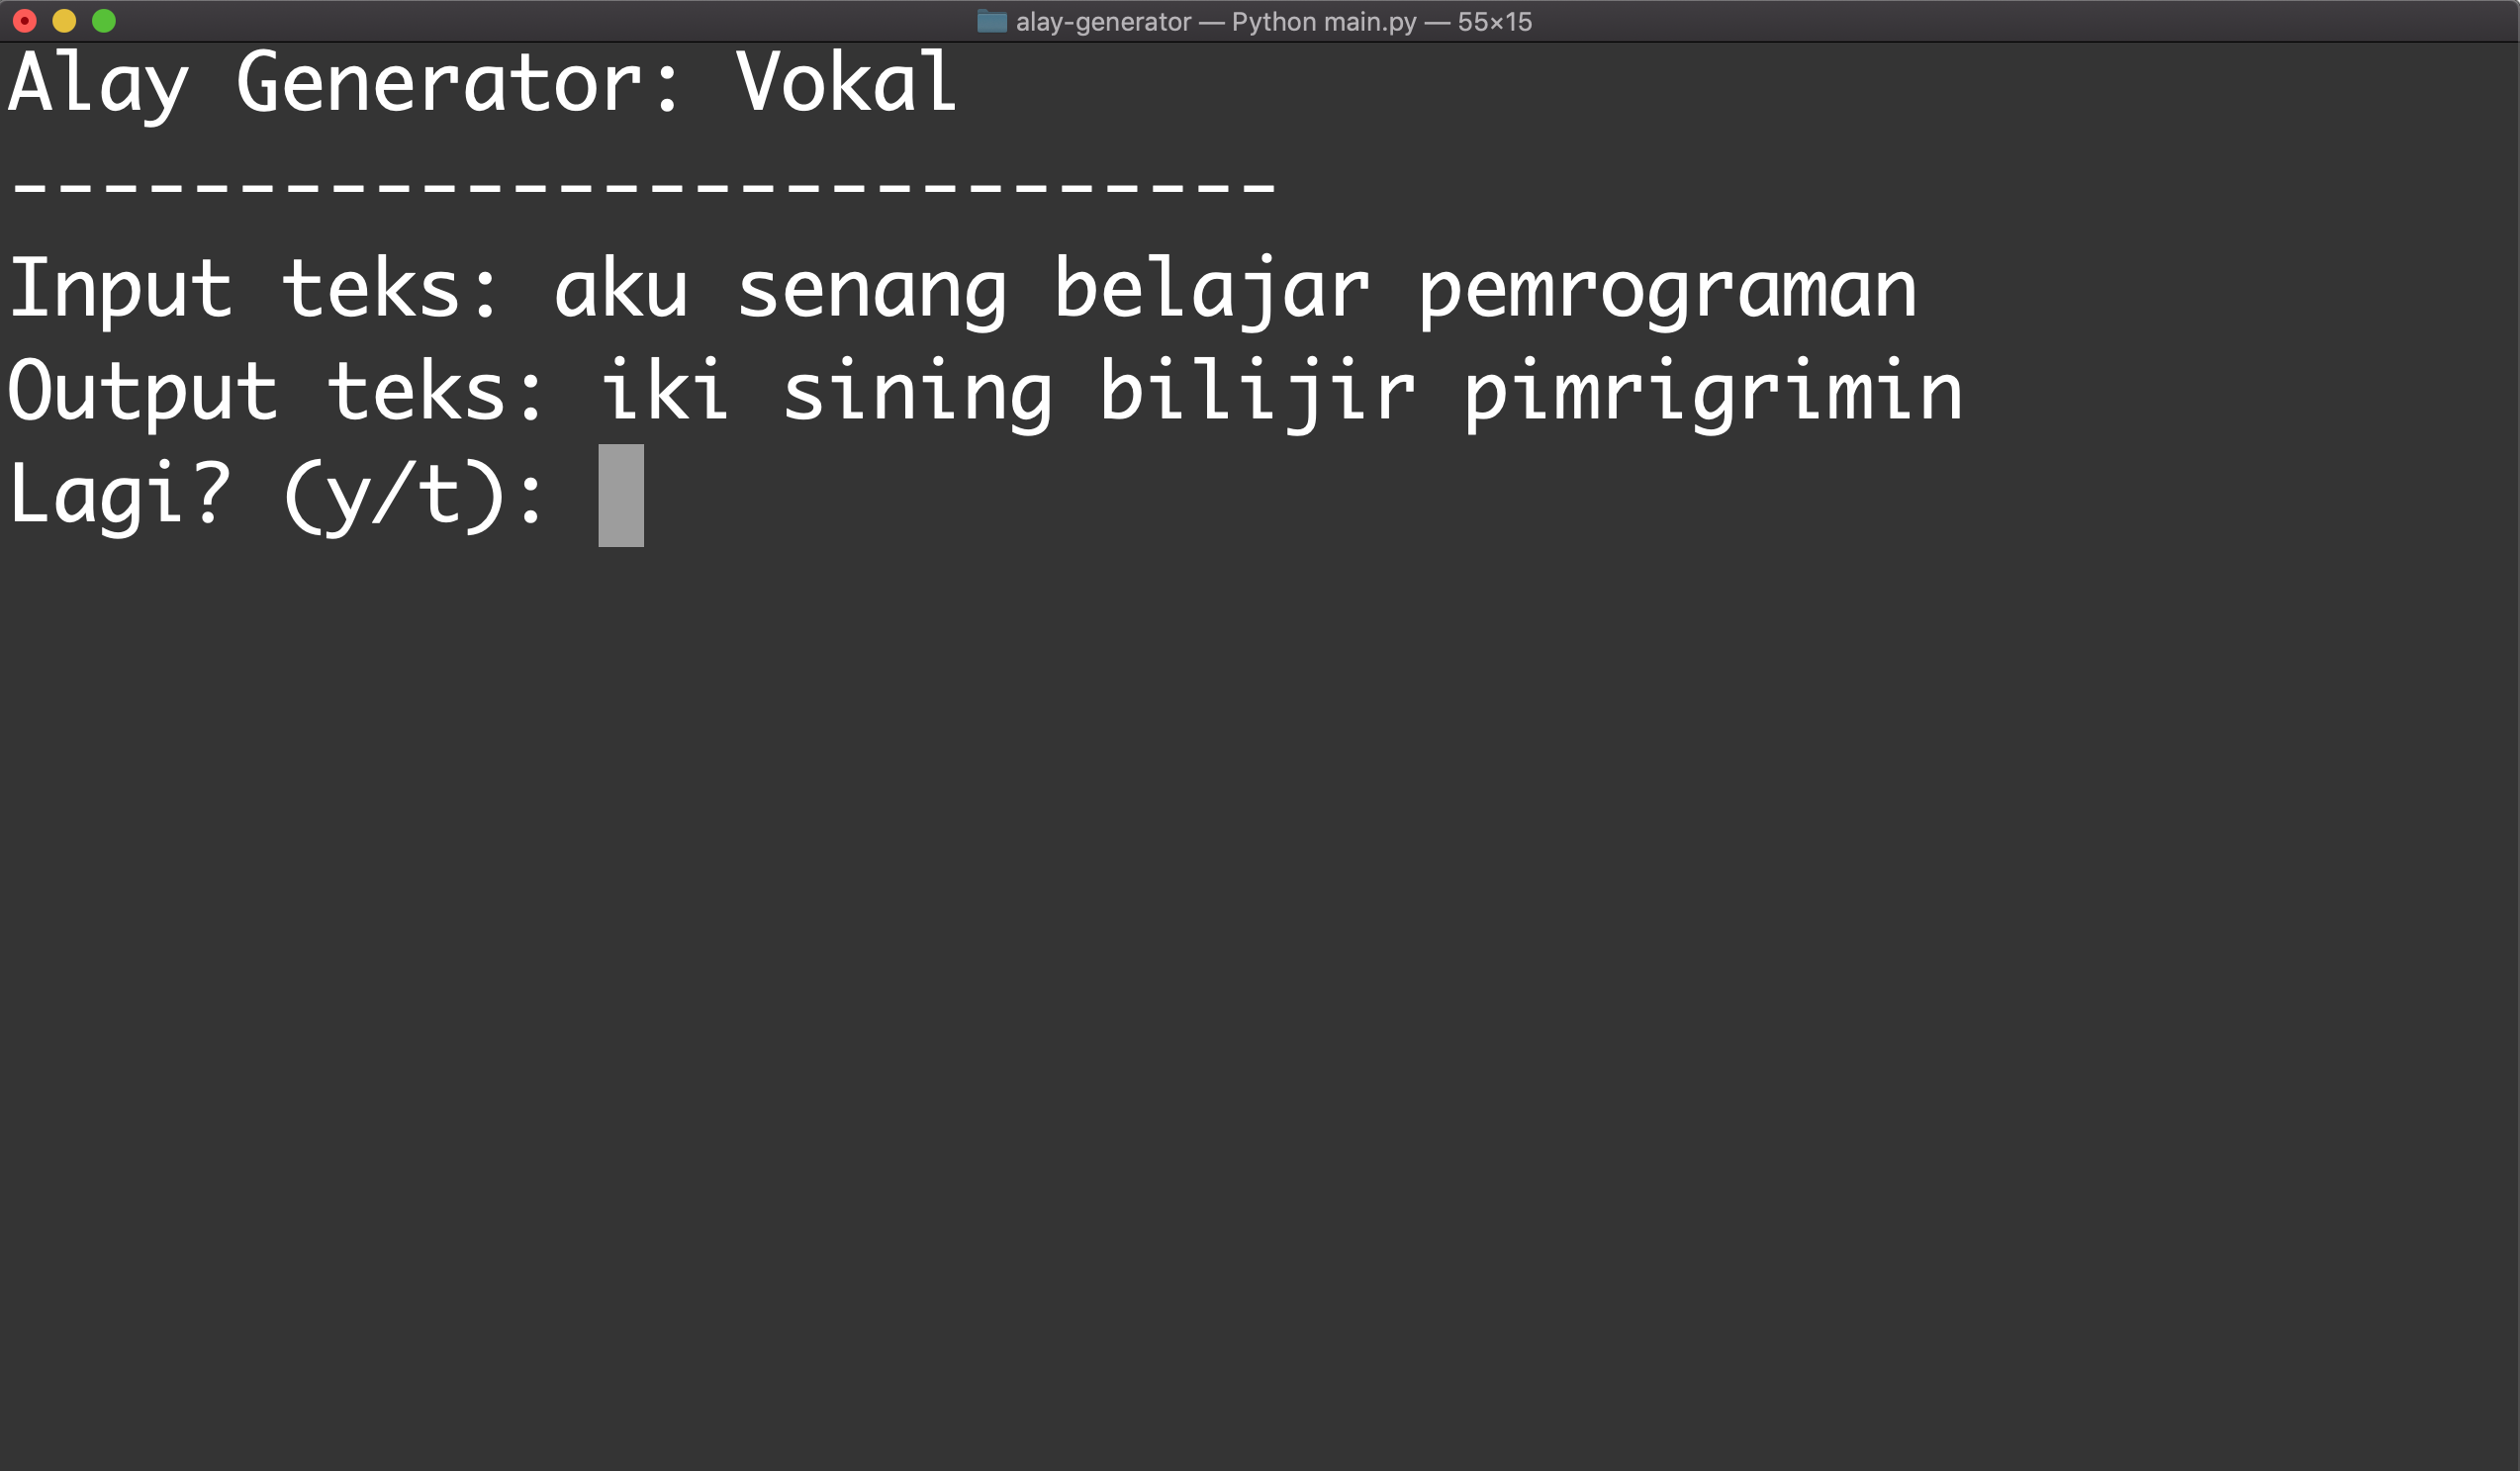 alay-generator — Python main.py — 55×15
Alay Generator: Vokal
----------------------------
Input teks: aku senang belajar pemrograman
Output teks: iki sining bilijir pimrigrimin
Lagi? (y/t):